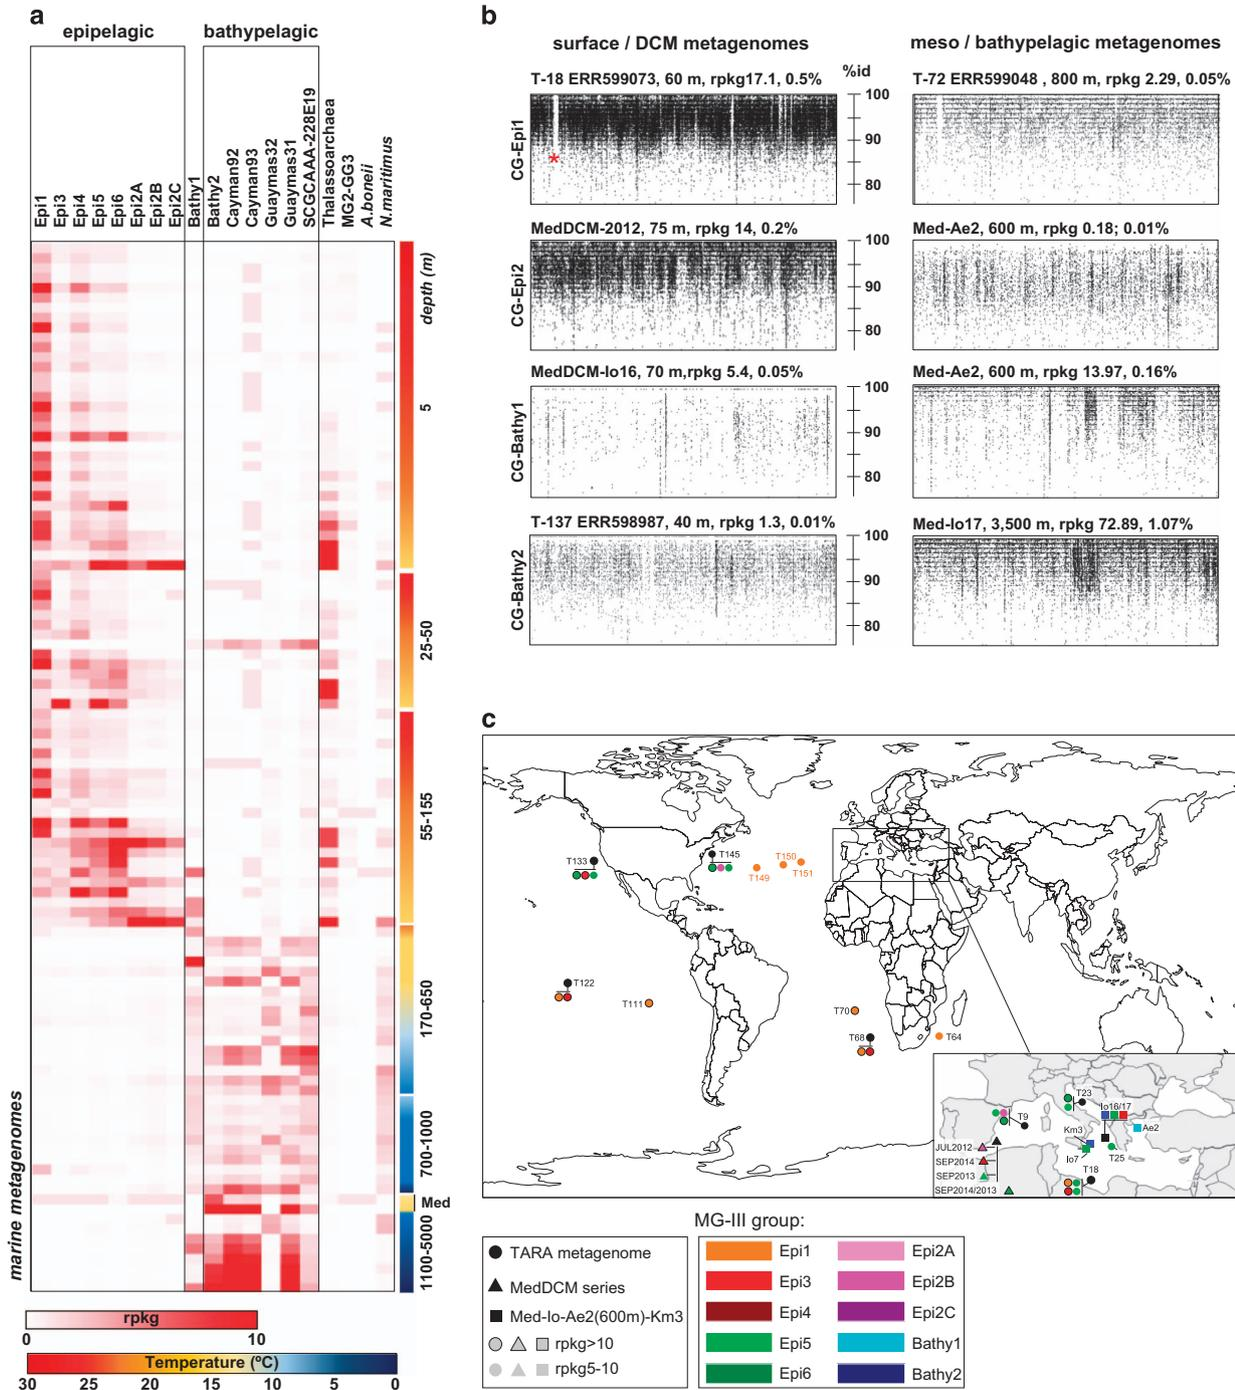 a
epipelagic
bathypelagic
Epi1
Epi3
Epi4
Epi5
Epi6
Epi2A
Epi2B
Epi2C
Bathy1
Bathy2
Cayman92
Cayman93
Guaymas32
Guaymas31
SCGCAAA-228E19
Thalassoarchaea
MG2-GG3
A.boneii
N.maritimus
depth (m)
5
25-50
55-155
170-650
700-1000
Med
1100-5000
marine metagenomes
rpkg
0
10
Temperature (ºC)
30
25
20
15
10
5
0
b
surface / DCM metagenomes
meso / bathypelagic metagenomes
T-18 ERR599073, 60 m, rpkg17.1, 0.5%
%id
T-72 ERR599048 , 800 m, rpkg 2.29, 0.05%
CG-Epi1
*
100
90
80
MedDCM-2012, 75 m, rpkg 14, 0.2%
Med-Ae2, 600 m, rpkg 0.18; 0.01%
CG-Epi2
100
90
80
MedDCM-Io16, 70 m,rpkg 5.4, 0.05%
Med-Ae2, 600 m, rpkg 13.97, 0.16%
CG-Bathy1
100
90
80
T-137 ERR598987, 40 m, rpkg 1.3, 0.01%
Med-Io17, 3,500 m, rpkg 72.89, 1.07%
CG-Bathy2
100
90
80
c
T133
T145
T149
T150
T151
T122
T111
T70
T68
T64
T23
T9
Io16/17
Ae2
Km3
Io7
T25
T18
JUL2012
SEP2014
SEP2013
SEP2014/2013
MG-III group:
TARA metagenome
MedDCM series
Med-Io-Ae2(600m)-Km3
rpkg>10
rpkg5-10
Epi1
Epi3
Epi4
Epi5
Epi6
Epi2A
Epi2B
Epi2C
Bathy1
Bathy2